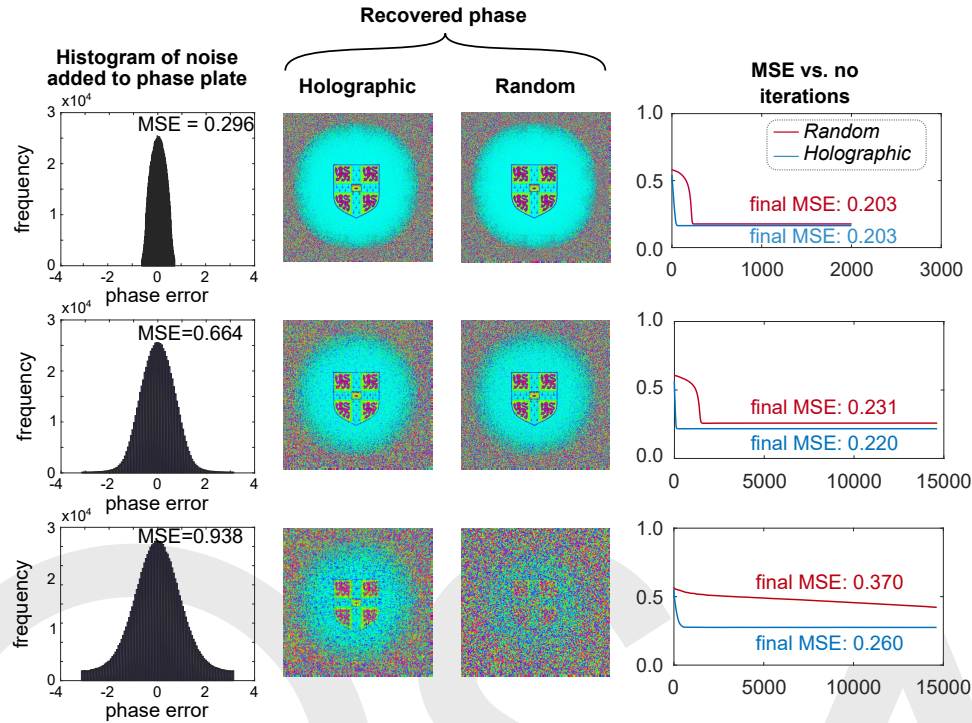 Recovered phase
Histogram of noise
added to phase plate
Holographic
Random
MSE vs. no
iterations
x10⁴
3
2
1
0
frequency
MSE = 0.296
-4
-2
0
2
4
phase error
1.0
0.5
0.0
Random
Holographic
final MSE: 0.203
final MSE: 0.203
0
1000
2000
3000
x10⁴
3
2
1
0
frequency
MSE=0.664
-4
-2
0
2
4
phase error
1.0
0.5
0.0
final MSE: 0.231
final MSE: 0.220
0
5000
10000
15000
x10⁴
3
2
1
0
frequency
MSE=0.938
-4
-2
0
2
4
phase error
1.0
0.5
0.0
final MSE: 0.370
final MSE: 0.260
0
5000
10000
15000